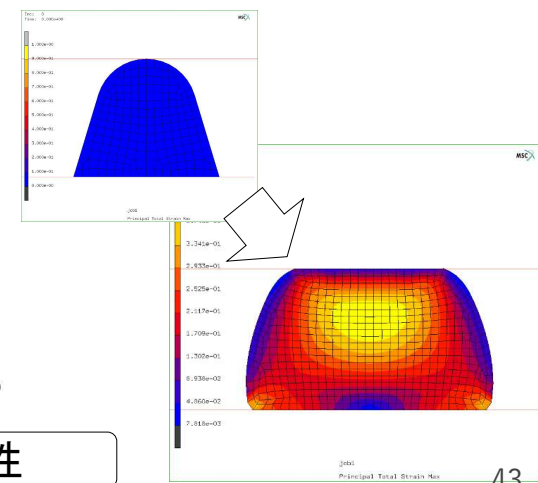 Inc: 0
Time: 0.000e+00
MSC
1.000e+00
9.000e-01
8.000e-01
7.000e-01
6.000e-01
5.000e-01
4.000e-01
3.000e-01
2.000e-01
1.000e-01
0.000e+00
job1
Principal Total Strain Max
MSC
3.341e-01
2.933e-01
2.525e-01
2.117e-01
1.709e-01
1.302e-01
8.938e-02
4.860e-02
7.818e-03
job1
Principal Total Strain Max
性
43